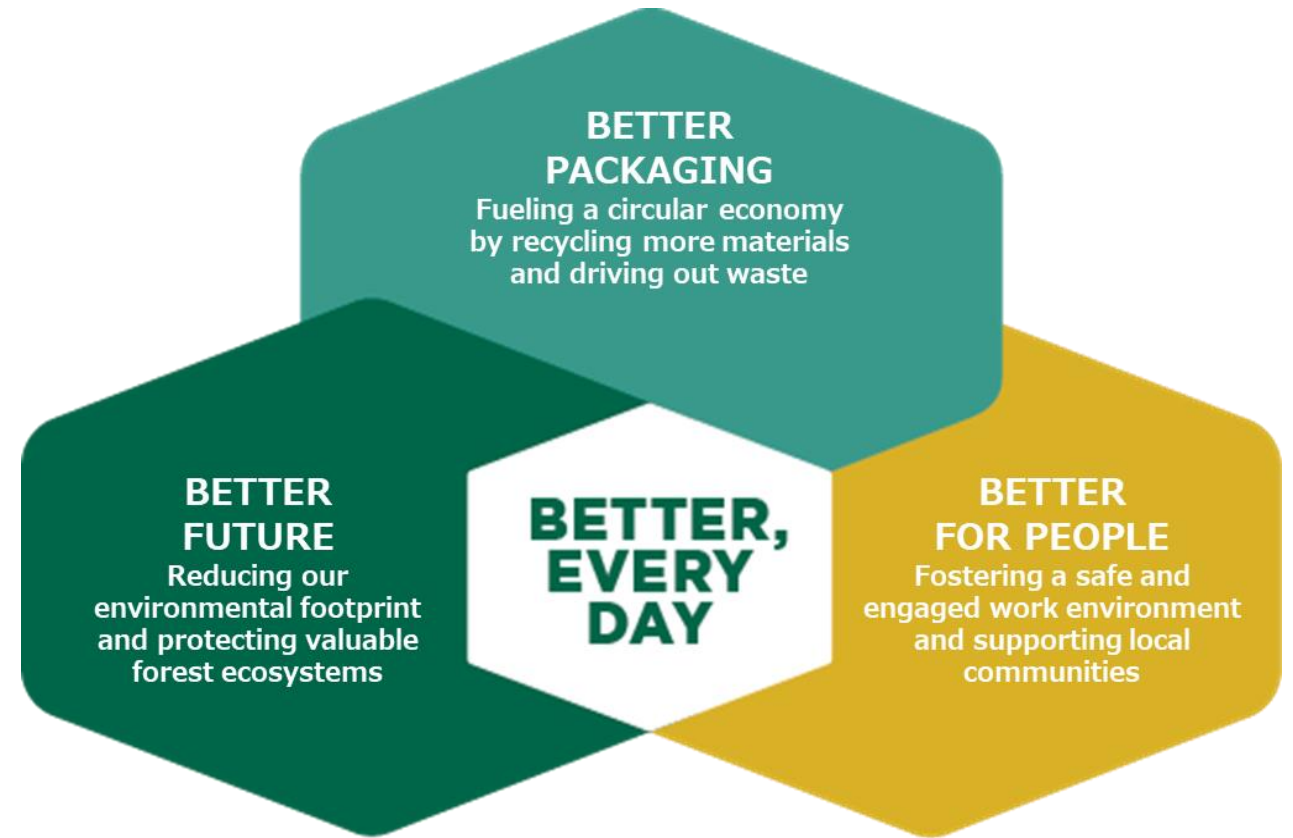 BETTER
PACKAGING
Fueling a circular economy
by recycling more materials
and driving out waste
BETTER
FUTURE
Reducing our
environmental footprint
and protecting valuable
forest ecosystems
BETTER,
EVERY
DAY
BETTER
FOR PEOPLE
Fostering a safe and
engaged work environment
and supporting local
communities